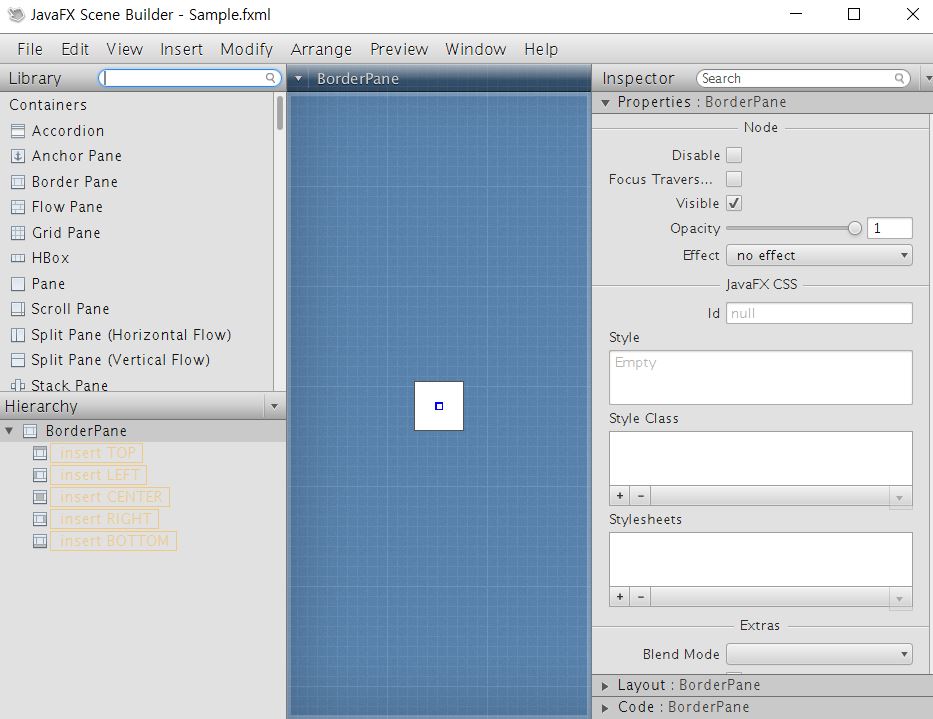 JavaFX Scene Builder - Sample.fxml
File Edit View Insert Modify Arrange Preview Window Help
Library
BorderPane
Inspector Search
Containers
Accordion
Anchor Pane
Border Pane
Flow Pane
Grid Pane
HBox
Pane
Scroll Pane
Split Pane (Horizontal Flow)
Split Pane (Vertical Flow)
Stack Pane
Hierarchy
BorderPane
insert TOP
insert LEFT
insert CENTER
insert RIGHT
insert BOTTOM
Properties : BorderPane
Node
Disable
Focus Travers...
Visible
Opacity 1
Effect no effect
JavaFX CSS
Id null
Style
Empty
Style Class
+ -
Stylesheets
+ -
Extras
Blend Mode
Layout : BorderPane
Code : BorderPane